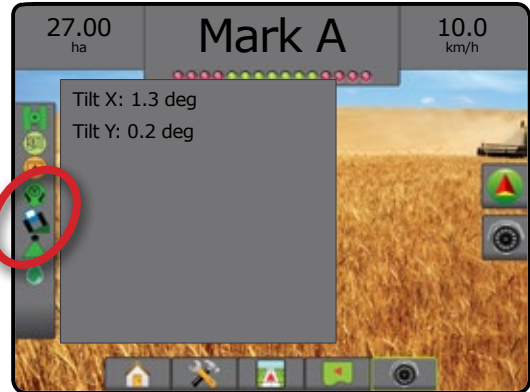 27.00
ha
Mark A
10.0
km/h
Tilt X: 1.3 deg
Tilt Y: 0.2 deg